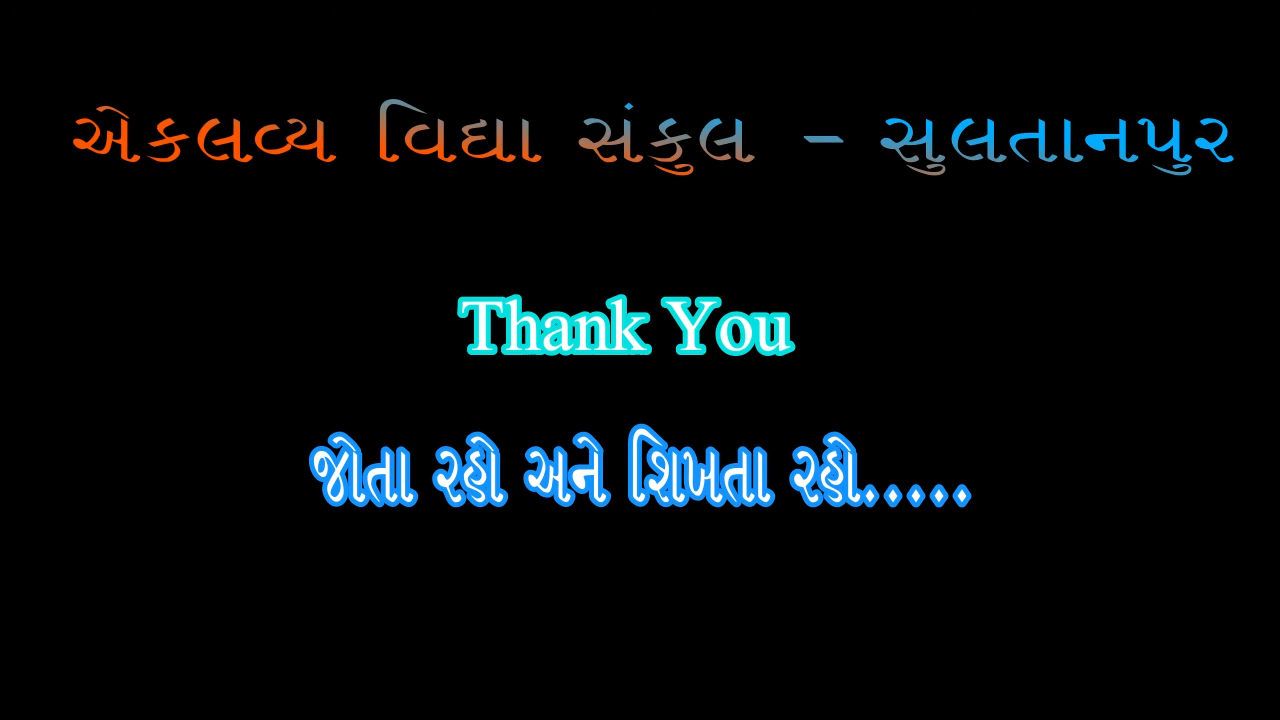 એકલવ્ય વિદ્યા સંકુલ - સુલતાનપુર
Thank You
જોતા રહો અને શિખતા રહો.....